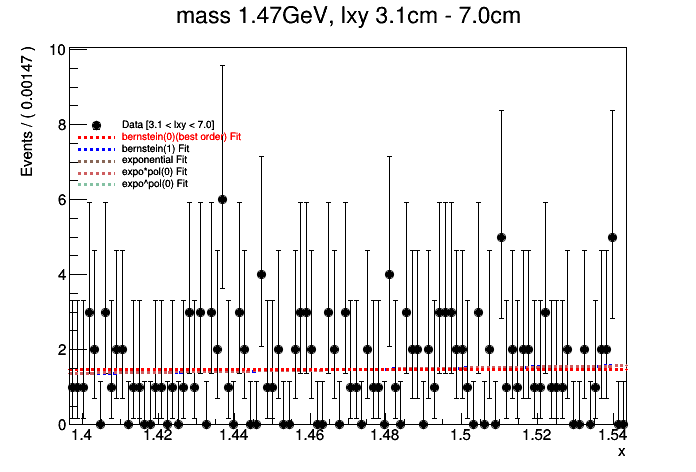 mass 1.47GeV, lxy 3.1cm - 7.0cm
Events / ( 0.00147 )
10
8
6
4
2
0
Data [3.1 < lxy < 7.0]
bernstein(0)(best order) Fit
bernstein(1) Fit
exponential Fit
expo*pol(0) Fit
expo^pol(0) Fit
1.4 1.42 1.44 1.46 1.48 1.5 1.52 1.54
x